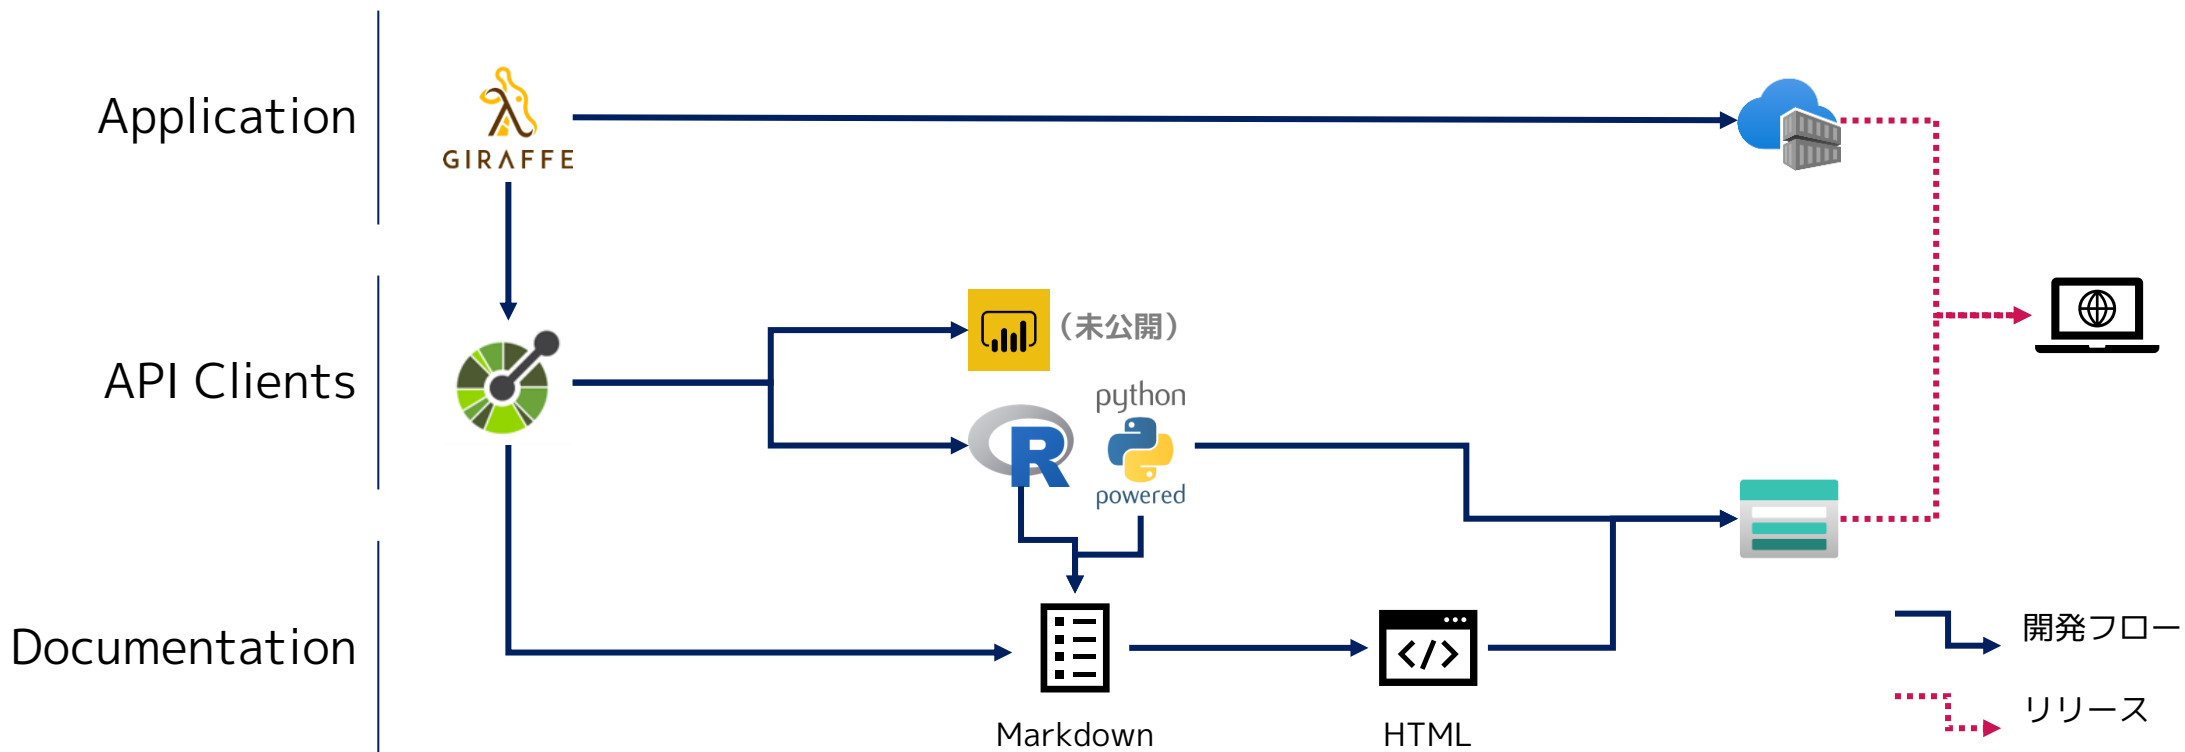 Application
GIRAFFE
API Clients
（未公開）
python
powered
R
Documentation
Markdown
</>
HTML
開発フロー
リリース